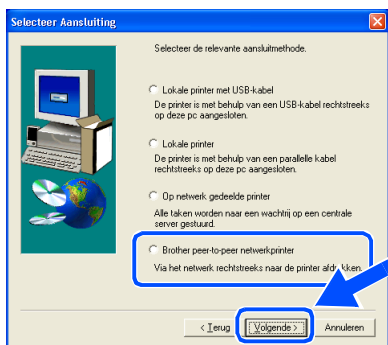 Selecteer Aansluiting
Selecteer de relevante aansluitmethode.
Lokale printer met USB-kabel
De printer is met behulp van een USB-kabel rechtstreeks
op deze pc aangesloten.
Lokale printer
De printer is met behulp van een parallelle kabel
rechtstreeks op deze pc aangesloten.
Op netwerk gedeelde printer
Alle taken worden naar een wachtrij op een centrale
server gestuurd.
Brother peer-to-peer netwerkprinter
Via het netwerk rechtstreeks naar de printer afdrukken.
< Terug Volgende > Annuleren